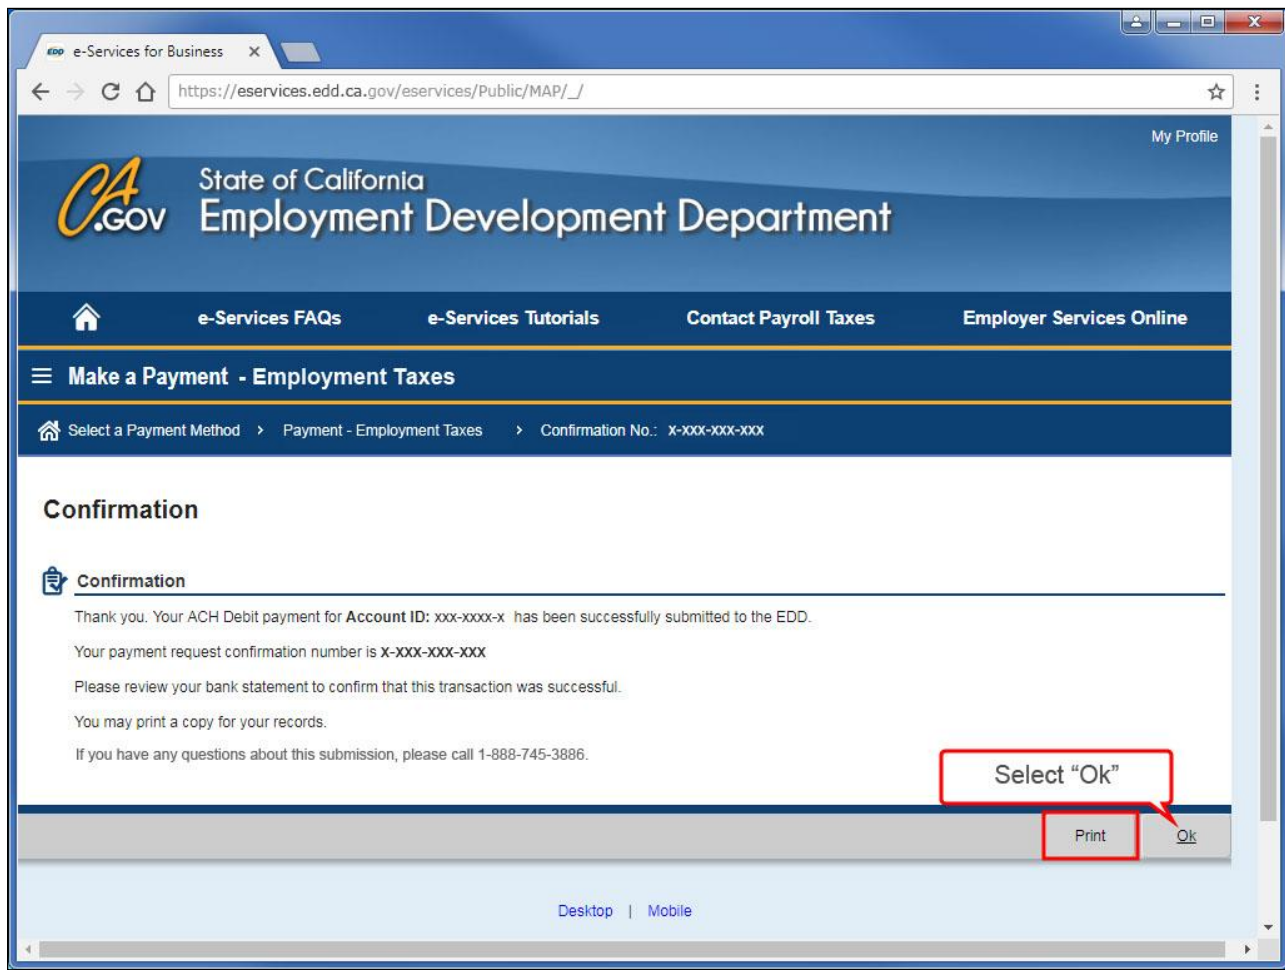 EDD e-Services for Business
https://eservices.edd.ca.gov/eservices/Public/MAP/_/
My Profile
CA.GOV
State of California
Employment Development Department
e-Services FAQs e-Services Tutorials Contact Payroll Taxes Employer Services Online
Make a Payment - Employment Taxes
Select a Payment Method > Payment - Employment Taxes > Confirmation No.: X-XXX-XXX-XXX
Confirmation
Confirmation
Thank you. Your ACH Debit payment for Account ID: xxx-xxxx-x has been successfully submitted to the EDD.
Your payment request confirmation number is X-XXX-XXX-XXX
Please review your bank statement to confirm that this transaction was successful.
You may print a copy for your records.
If you have any questions about this submission, please call 1-888-745-3886.
Select “Ok”
Print Ok
Desktop | Mobile